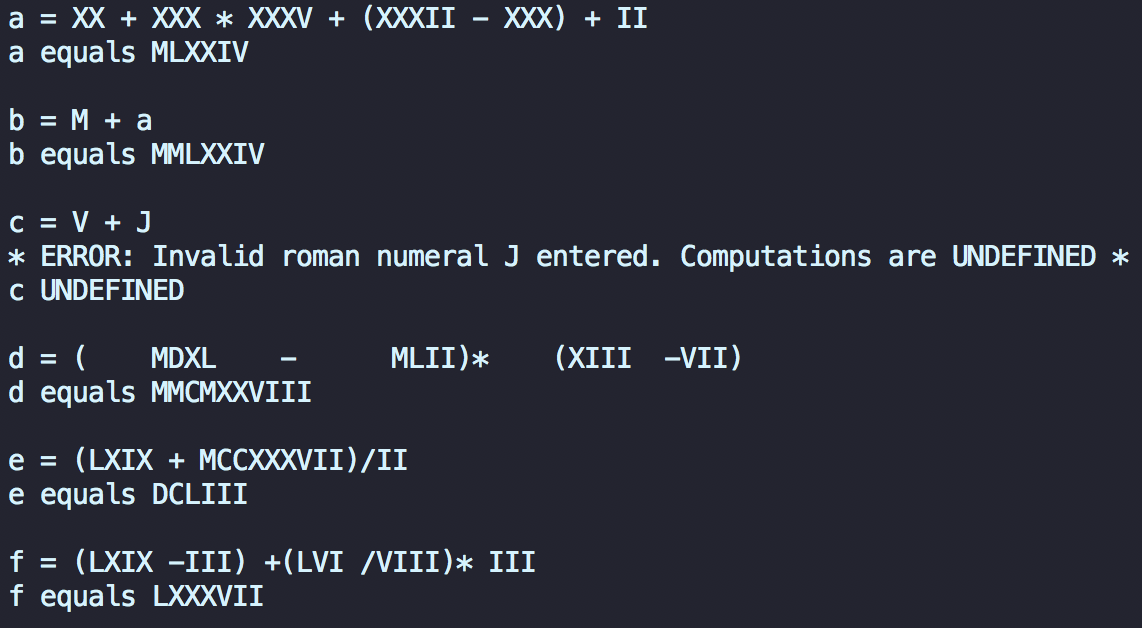 a = XX + XXX * XXXV + (XXXII - XXX) + II
a equals MLXXIV
b = M + a
b equals MMLXXIV
c = V + J
* ERROR: Invalid roman numeral J entered. Computations are UNDEFINED *
c UNDEFINED
d = (    MDXL    -      MLII)*    (XIII  -VII)
d equals MMCMXXVIII
e = (LXIX + MCCXXXVII)/II
e equals DCLIII
f = (LXIX -III) +(LVI /VIII)* III
f equals LXXXVII